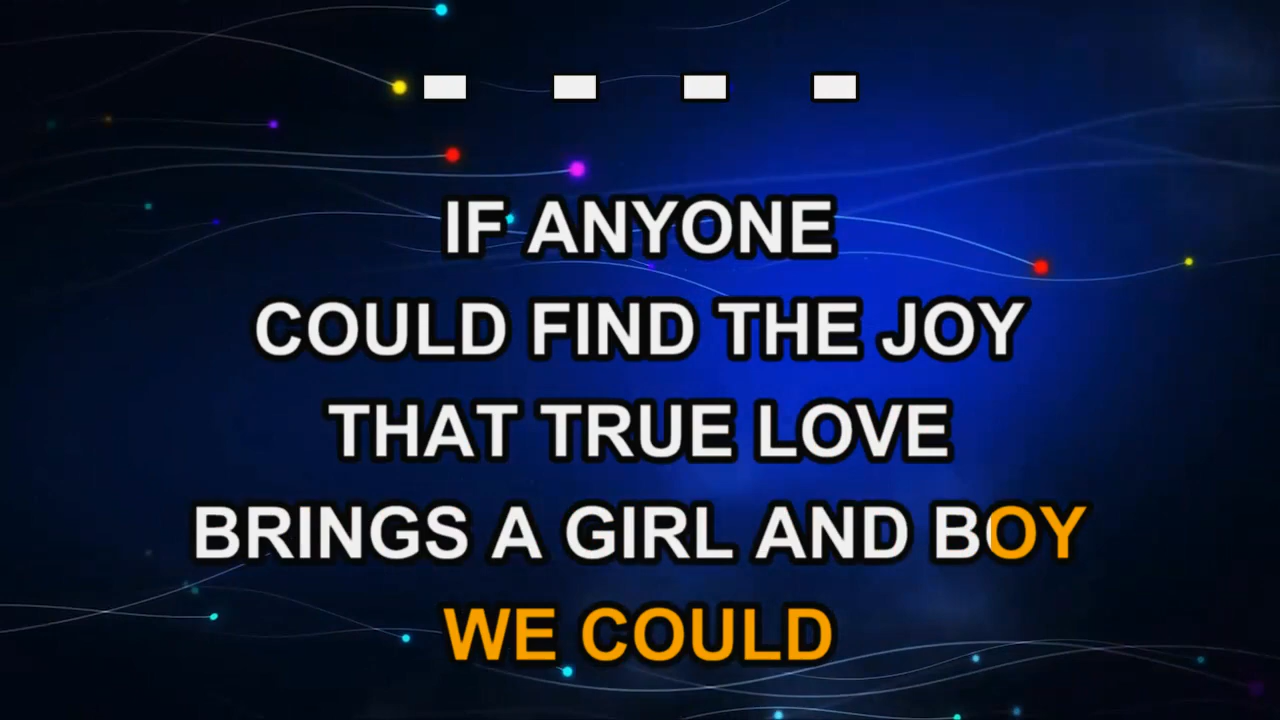 IF ANYONE
COULD FIND THE JOY
THAT TRUE LOVE
BRINGS A GIRL AND BOY
WE COULD